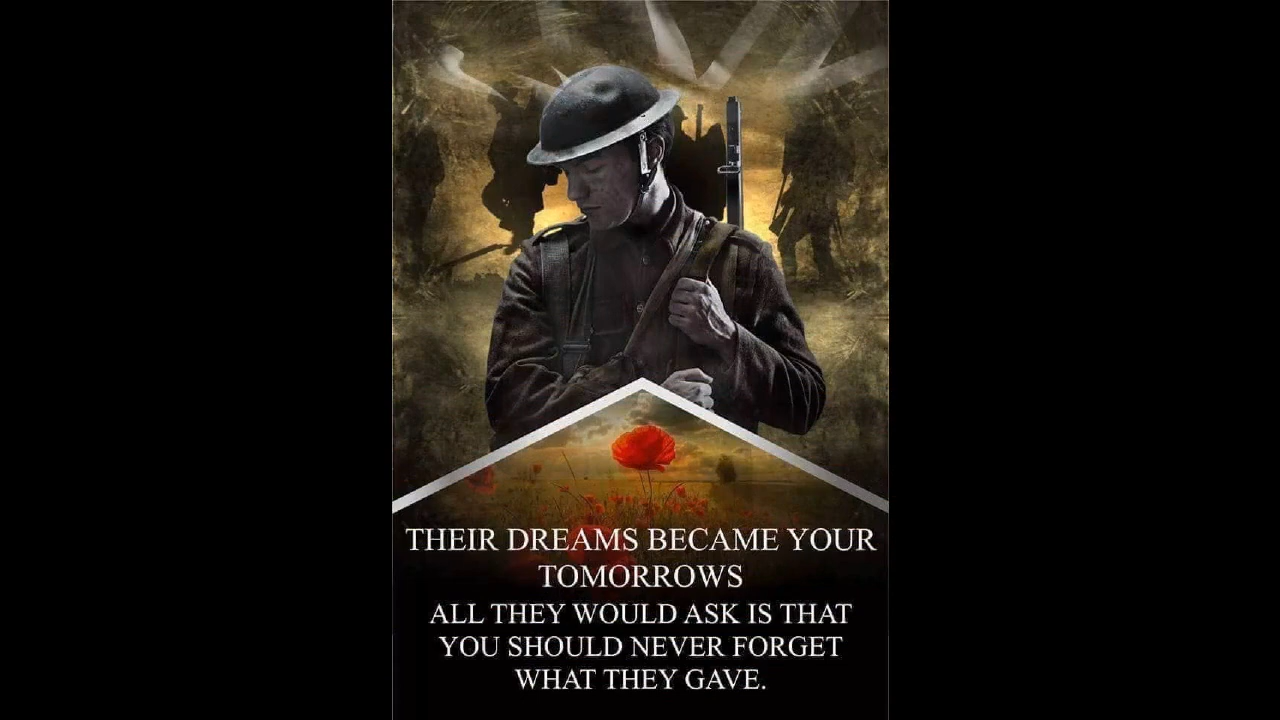 THEIR DREAMS BECAME YOUR
TOMORROWS
ALL THEY WOULD ASK IS THAT
YOU SHOULD NEVER FORGET
WHAT THEY GAVE.